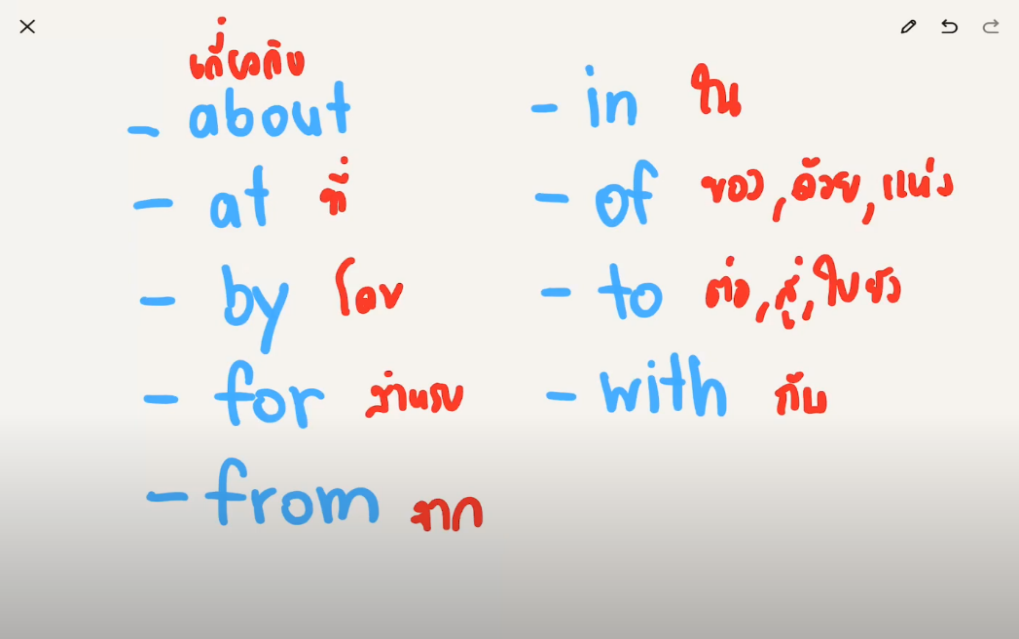 เกี่ยวกับ
- about
- at ที่
- by โดย
- for สำหรับ
- from จาก
- in ใน
- of ของ, ด้วย, แห่ง
- to ต่อ, สู่, ไปยัง
- with กับ